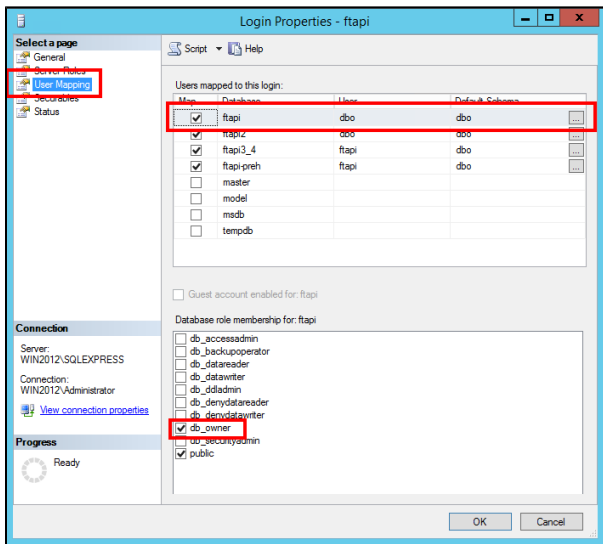 Login Properties - ftapi
Select a page
General
Server Roles
User Mapping
Securables
Status
Script Help
Users mapped to this login:
Map Database User Default Schema
ftapi dbo dbo ...
ftapi2 dbo dbo ...
ftapi3_4 ftapi dbo ...
ftapi-preh ftapi dbo ...
master
model
msdb
tempdb
Guest account enabled for: ftapi
Database role membership for: ftapi
db_accessadmin
db_backupoperator
db_datareader
db_datawriter
db_ddladmin
db_denydatareader
db_denydatawriter
db_owner
db_securityadmin
public
Connection
Server:
WIN2012\SQLEXPRESS
Connection:
WIN2012\Administrator
View connection properties
Progress
Ready
OK Cancel